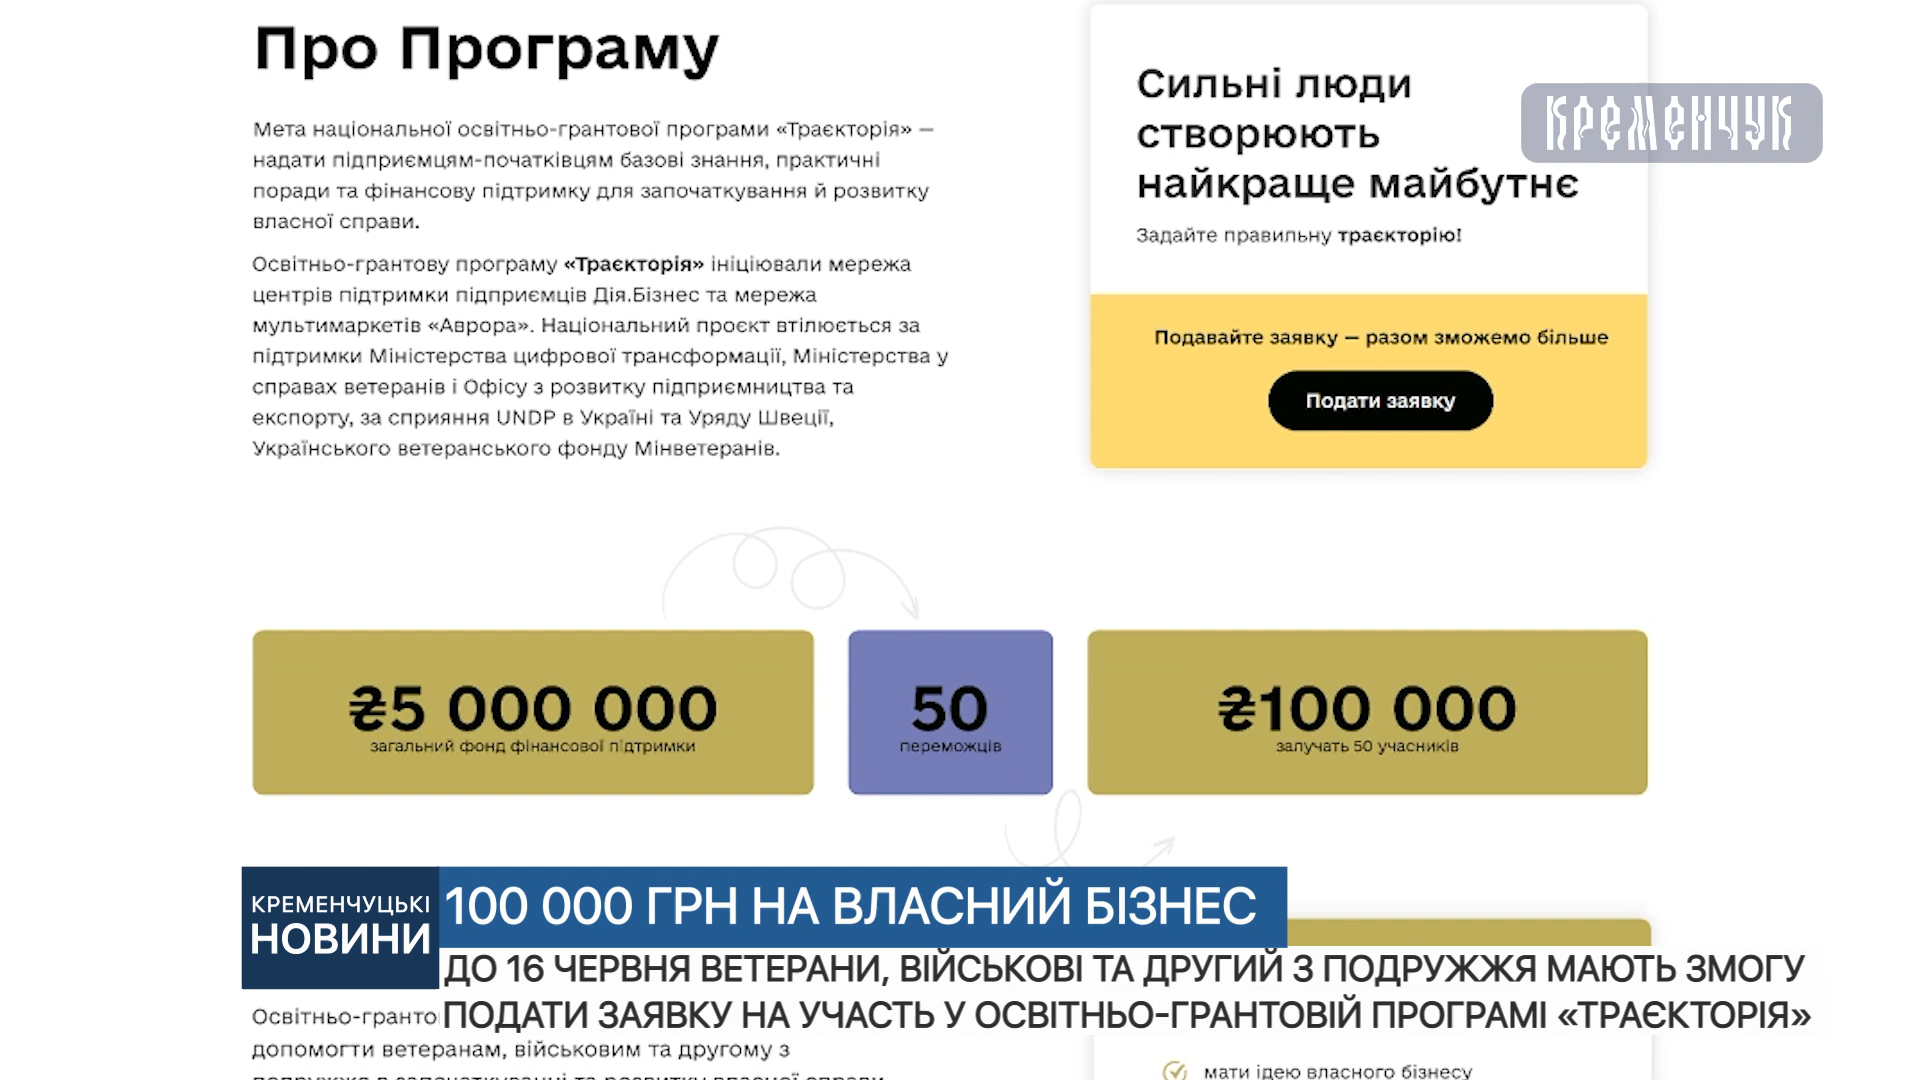 Про Програму
Мета національної освітньо-грантової програми «Траєкторія» —
надати підприємцям-початківцям базові знання, практичні
поради та фінансову підтримку для започаткування й розвитку
власної справи.
Освітньо-грантову програму «Траєкторія» ініціювали мережа
центрів підтримки підприємців Дія.Бізнес та мережа
мультимаркетів «Аврора». Національний проєкт втілюється за
підтримки Міністерства цифрової трансформації, Міністерства у
справах ветеранів і Офісу з розвитку підприємництва та
експорту, за сприяння UNDP в Україні та Уряду Швеції,
Українського ветеранського фонду Мінветеранів.
Сильні люди
створюють
найкраще майбутнє
Задайте правильну траєкторію!
Подавайте заявку — разом зможемо більше
Подати заявку
КРЕМЕНЧУК
₴5 000 000
загальний фонд фінансової підтримки
50
переможців
₴100 000
залучать 50 учасників
КРЕМЕНЧУЦЬКІ
НОВИНИ
100 000 ГРН НА ВЛАСНИЙ БІЗНЕС
ДО 16 ЧЕРВНЯ ВЕТЕРАНИ, ВІЙСЬКОВІ ТА ДРУГИЙ З ПОДРУЖЖЯ МАЮТЬ ЗМОГУ
ПОДАТИ ЗАЯВКУ НА УЧАСТЬ У ОСВІТНЬО-ГРАНТОВІЙ ПРОГРАМІ «ТРАЄКТОРІЯ»
Освітньо-гранто
допомогти ветеранам, військовим та другому з
подружжя в започаткуванні та розвитку власної справи
мати ідею власного бізнесу